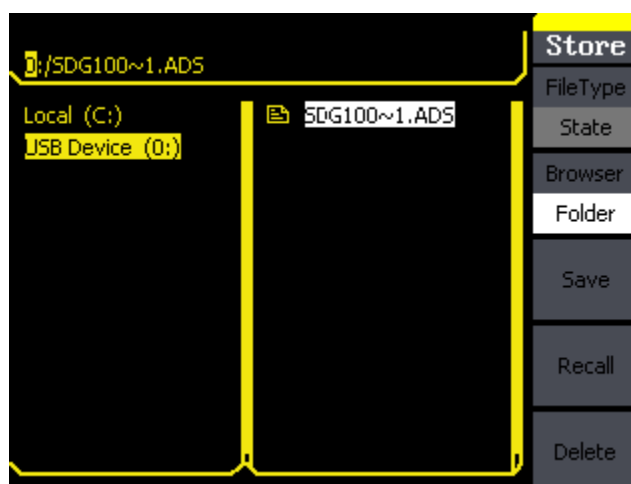 0:/SDG100~1.ADS
Local (C:)
USB Device (0:)
SDG100~1.ADS
Store
FileType
State
Browser
Folder
Save
Recall
Delete